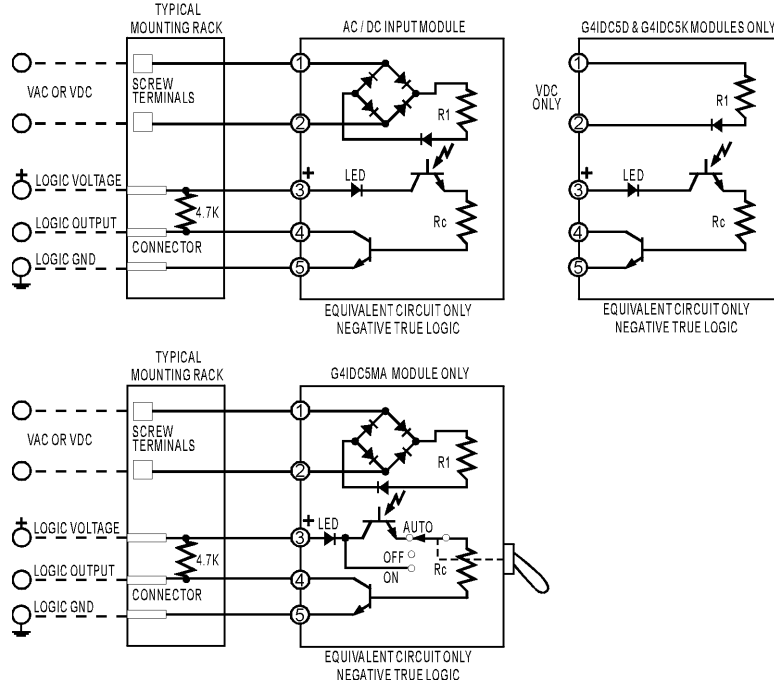 TYPICAL
MOUNTING RACK
AC / DC INPUT MODULE
G4IDC5D & G4IDC5K MODULES ONLY
1
VAC OR VDC
SCREW
TERMINALS
R1
2
+
LOGIC VOLTAGE
3
+
LED
4.7K
LOGIC OUTPUT
4
Rc
CONNECTOR
LOGIC GND
5
EQUIVALENT CIRCUIT ONLY
NEGATIVE TRUE LOGIC
1
VDC
ONLY
R1
2
+
LED
3
Rc
4
5
EQUIVALENT CIRCUIT ONLY
NEGATIVE TRUE LOGIC
TYPICAL
MOUNTING RACK
G4IDC5MA MODULE ONLY
1
VAC OR VDC
SCREW
TERMINALS
R1
2
+
LOGIC VOLTAGE
3
+
LED
AUTO
4.7K
OFF
LOGIC OUTPUT
4
ON
Rc
CONNECTOR
LOGIC GND
5
EQUIVALENT CIRCUIT ONLY
NEGATIVE TRUE LOGIC